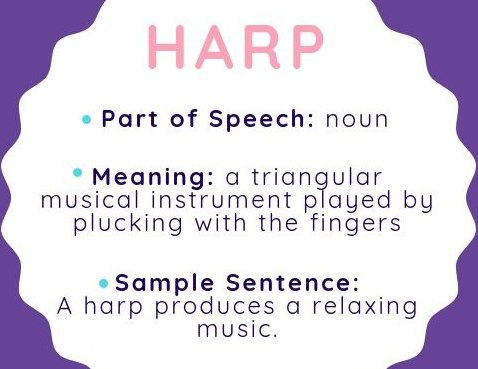 HARP
Part of Speech: noun
Meaning: a triangular
musical instrument played by
plucking with the fingers
Sample Sentence:
A harp produces a relaxing
music.